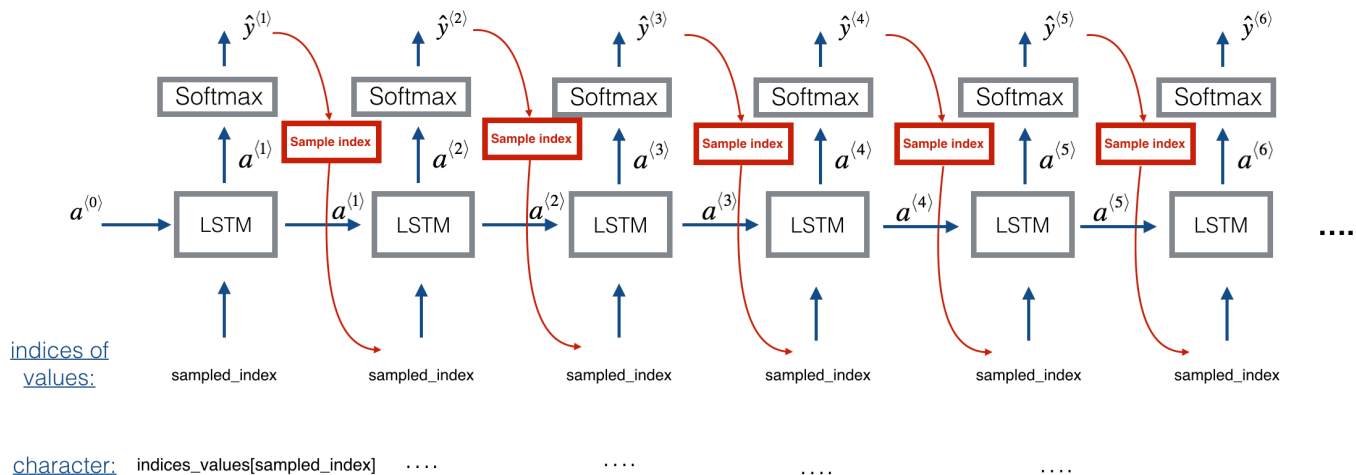 ŷ⟨1⟩ ŷ⟨2⟩ ŷ⟨3⟩ ŷ⟨4⟩ ŷ⟨5⟩ ŷ⟨6⟩
Softmax Softmax Softmax Softmax Softmax Softmax
Sample index Sample index Sample index Sample index Sample index
a⟨1⟩ a⟨2⟩ a⟨3⟩ a⟨4⟩ a⟨5⟩ a⟨6⟩
a⟨0⟩ a⟨1⟩ a⟨2⟩ a⟨3⟩ a⟨4⟩ a⟨5⟩
LSTM LSTM LSTM LSTM LSTM LSTM ....
indices of
values: sampled_index sampled_index sampled_index sampled_index sampled_index sampled_index
character: indices_values[sampled_index] .... .... .... ....